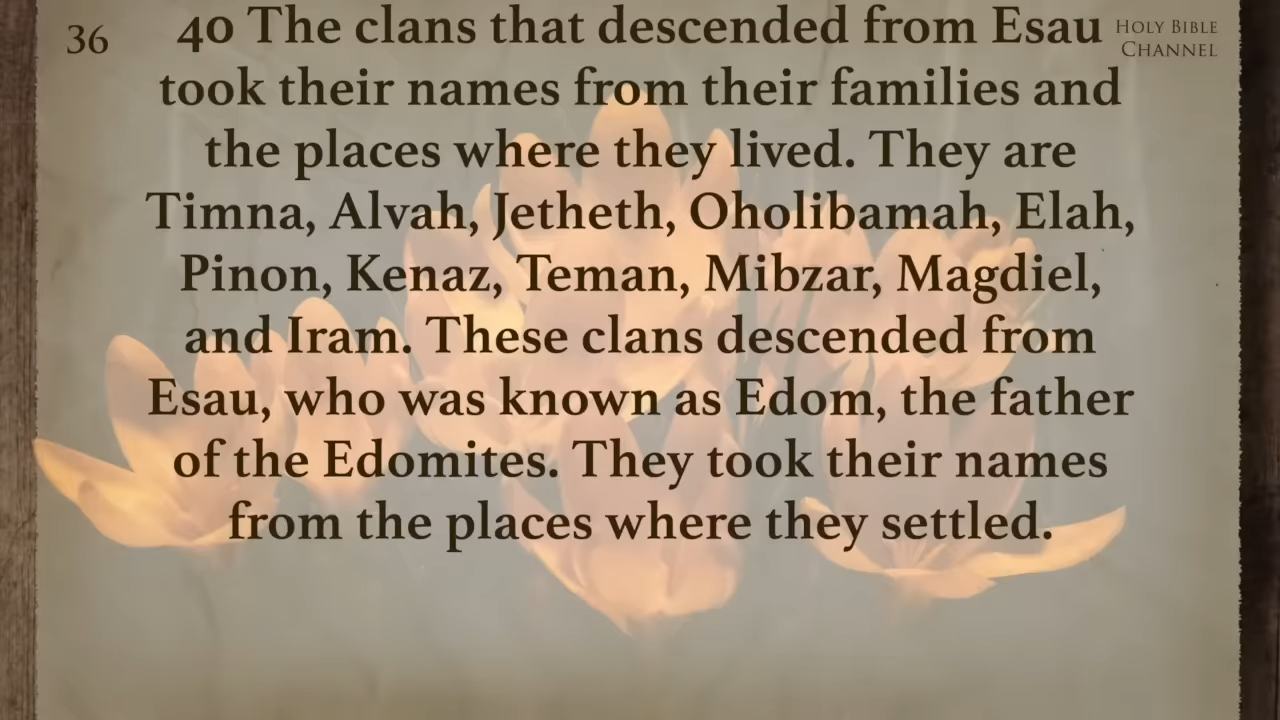 36
40 The clans that descended from Esau
HOLY BIBLE
CHANNEL
took their names from their families and
the places where they lived. They are
Timna, Alvah, Jetheth, Oholibamah, Elah,
Pinon, Kenaz, Teman, Mibzar, Magdiel,
and Iram. These clans descended from
Esau, who was known as Edom, the father
of the Edomites. They took their names
from the places where they settled.